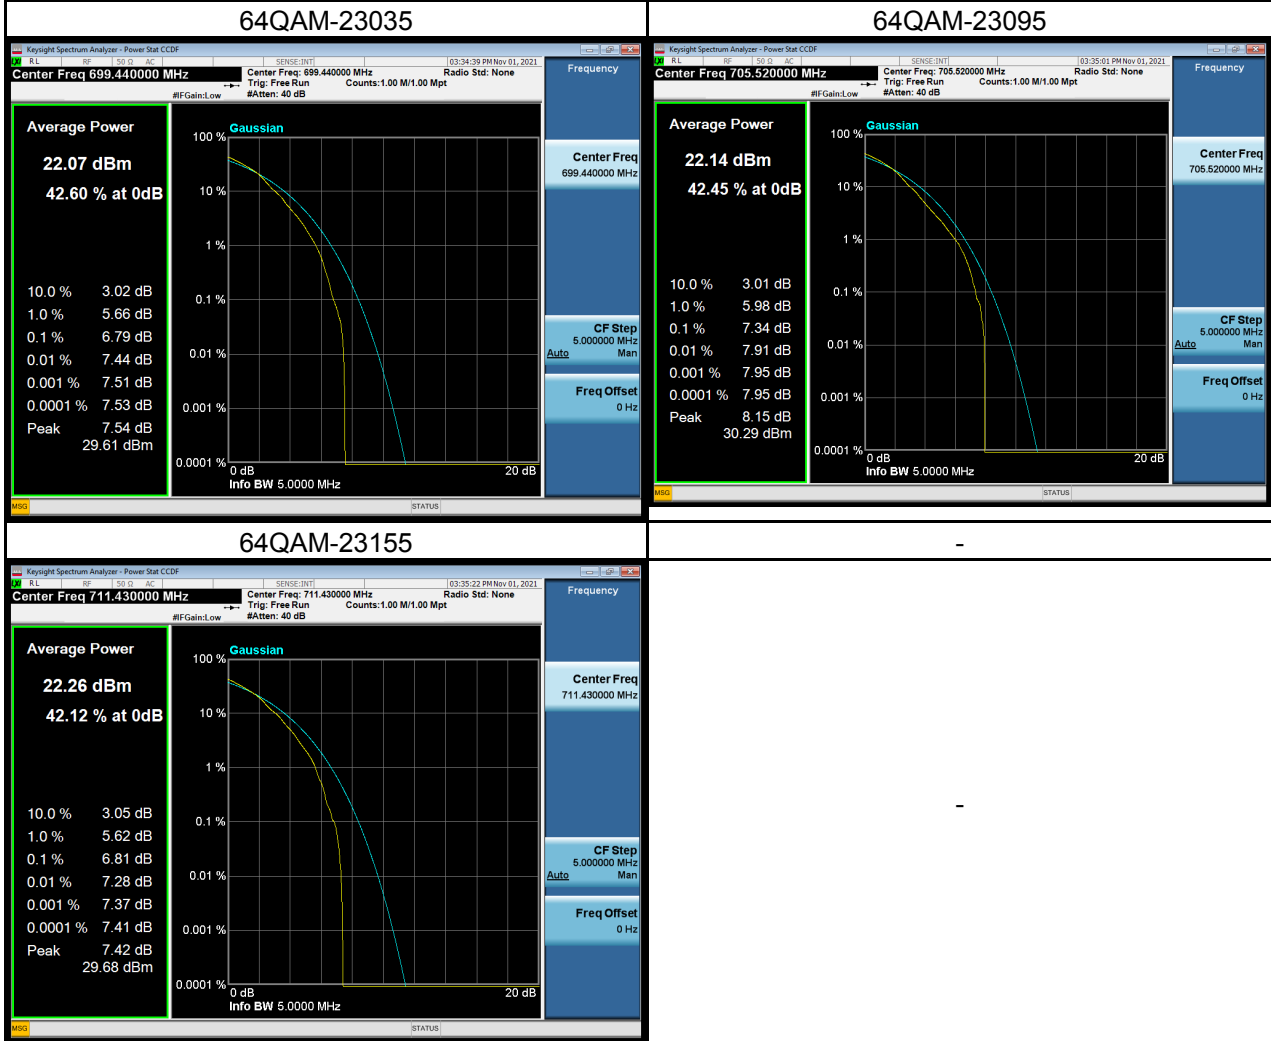 64QAM-23035
Keysight Spectrum Analyzer - Power Stat CCDF
LXI RL RF 50 Ω AC SENSE:INT 03:34:39 PM Nov 01, 2021
Center Freq 699.440000 MHz
Center Freq: 699.440000 MHz Radio Std: None
Trig: Free Run Counts:1.00 M/1.00 Mpt
#IFGain:Low #Atten: 40 dB
Average Power
22.07 dBm
42.60 % at 0dB
10.0 % 3.02 dB
1.0 % 5.66 dB
0.1 % 6.79 dB
0.01 % 7.44 dB
0.001 % 7.51 dB
0.0001 % 7.53 dB
Peak 7.54 dB
29.61 dBm
Gaussian
100 %
10 %
1 %
0.1 %
0.01 %
0.001 %
0.0001 %
0 dB 20 dB
Info BW 5.0000 MHz
Frequency
Center Freq
699.440000 MHz
CF Step
5.000000 MHz
Auto Man
Freq Offset
0 Hz
MSG STATUS
64QAM-23095
Keysight Spectrum Analyzer - Power Stat CCDF
LXI RL RF 50 Ω AC SENSE:INT 03:35:01 PM Nov 01, 2021
Center Freq 705.520000 MHz
Center Freq: 705.520000 MHz Radio Std: None
Trig: Free Run Counts:1.00 M/1.00 Mpt
#IFGain:Low #Atten: 40 dB
Average Power
22.14 dBm
42.45 % at 0dB
10.0 % 3.01 dB
1.0 % 5.98 dB
0.1 % 7.34 dB
0.01 % 7.91 dB
0.001 % 7.95 dB
0.0001 % 7.95 dB
Peak 8.15 dB
30.29 dBm
Gaussian
100 %
10 %
1 %
0.1 %
0.01 %
0.001 %
0.0001 %
0 dB 20 dB
Info BW 5.0000 MHz
Frequency
Center Freq
705.520000 MHz
CF Step
5.000000 MHz
Auto Man
Freq Offset
0 Hz
MSG STATUS
64QAM-23155
Keysight Spectrum Analyzer - Power Stat CCDF
LXI RL RF 50 Ω AC SENSE:INT 03:35:22 PM Nov 01, 2021
Center Freq 711.430000 MHz
Center Freq: 711.430000 MHz Radio Std: None
Trig: Free Run Counts:1.00 M/1.00 Mpt
#IFGain:Low #Atten: 40 dB
Average Power
22.26 dBm
42.12 % at 0dB
10.0 % 3.05 dB
1.0 % 5.62 dB
0.1 % 6.81 dB
0.01 % 7.28 dB
0.001 % 7.37 dB
0.0001 % 7.41 dB
Peak 7.42 dB
29.68 dBm
Gaussian
100 %
10 %
1 %
0.1 %
0.01 %
0.001 %
0.0001 %
0 dB 20 dB
Info BW 5.0000 MHz
Frequency
Center Freq
711.430000 MHz
CF Step
5.000000 MHz
Auto Man
Freq Offset
0 Hz
MSG STATUS
-
-